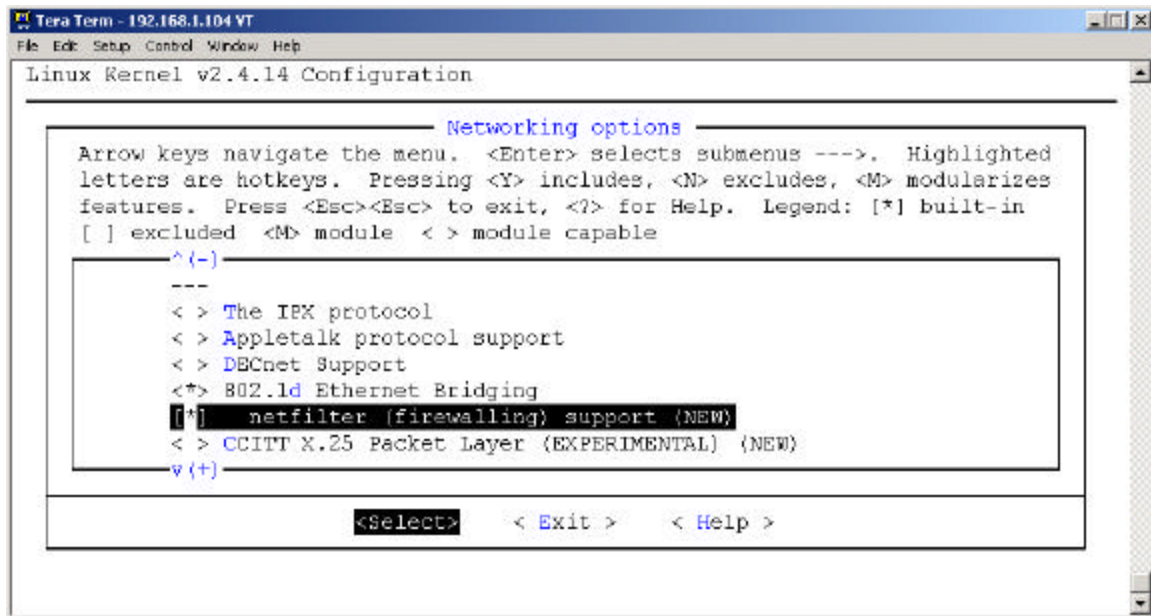 Tera Term - 192.168.1.104 VT
File Edit Setup Control Window Help
Linux Kernel v2.4.14 Configuration
Networking options
Arrow keys navigate the menu. <Enter> selects submenus --->. Highlighted
letters are hotkeys. Pressing <Y> includes, <N> excludes, <M> modularizes
features. Press <Esc><Esc> to exit, <?> for Help. Legend: [*] built-in
[ ] excluded <M> module < > module capable
^(-)
---
< > The IPX protocol
< > Appletalk protocol support
< > DECnet Support
<*> 802.1d Ethernet Bridging
[*] netfilter (firewalling) support (NEW)
< > CCITT X.25 Packet Layer (EXPERIMENTAL) (NEW)
v(+)
<Select> < Exit > < Help >